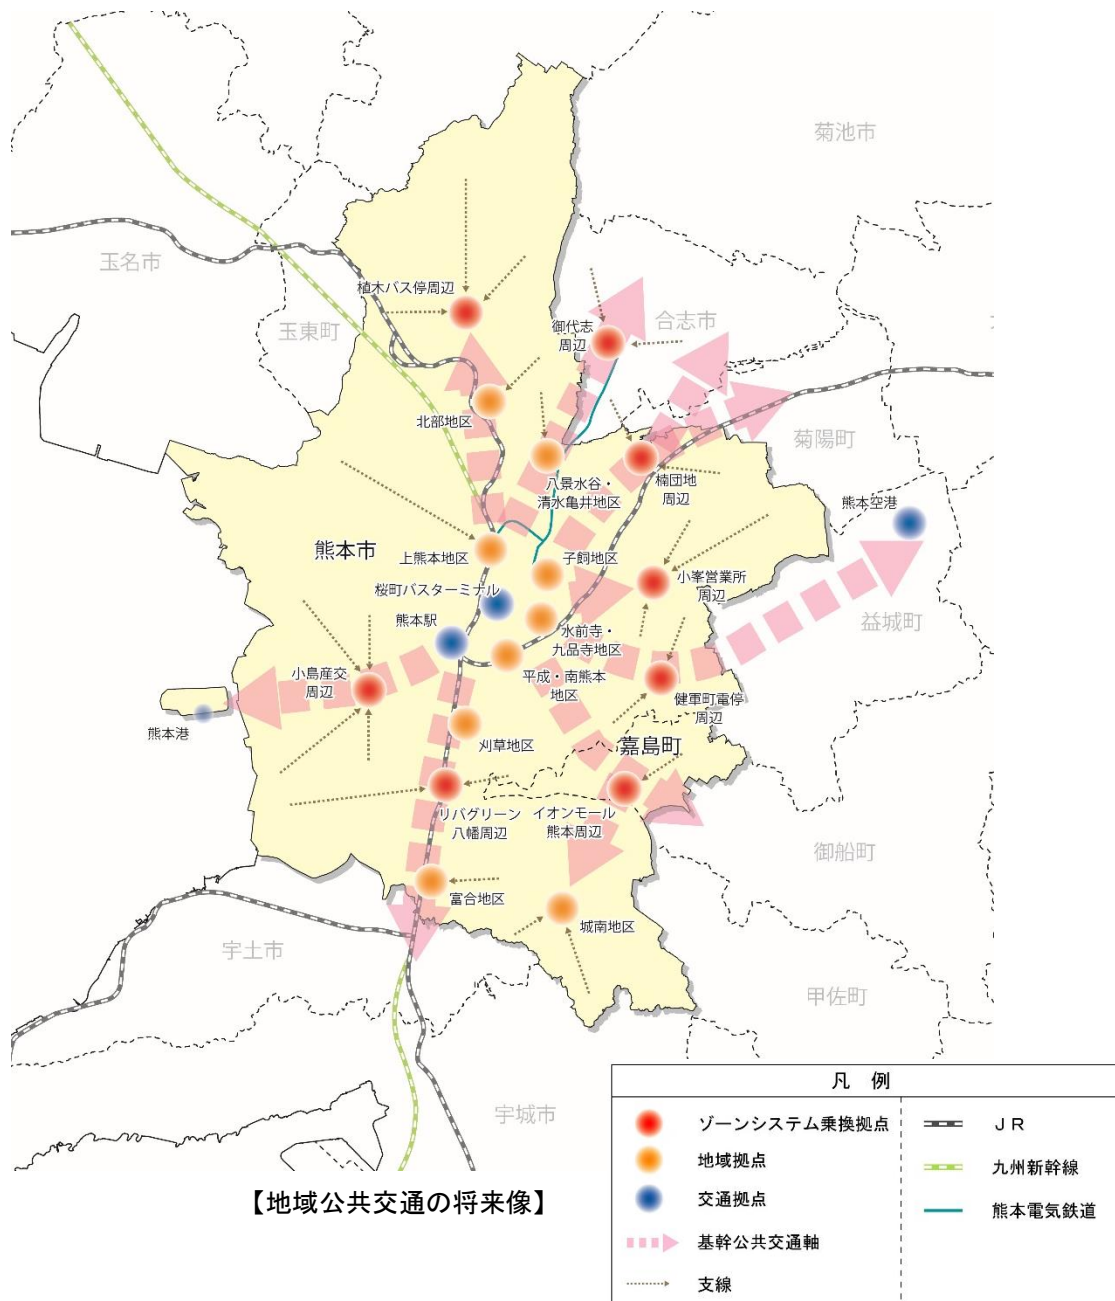 菊池市
玉名市
植木バス停周辺
玉東町
御代志
周辺
合志市
北部地区
菊陽町
八景水谷・
清水亀井地区
楠団地
周辺
熊本空港
熊本市
上熊本地区
子飼地区
桜町バスターミナル
小峯営業所
周辺
熊本駅
水前寺・
九品寺地区
益城町
小島産交
周辺
平成・南熊本
地区
健軍町電停
周辺
熊本港
刈草地区
嘉島町
リバグリーン
八幡周辺
イオンモール
熊本周辺
御船町
富合地区
城南地区
宇土市
甲佐町
宇城市
【地域公共交通の将来像】
凡 例
ゾーンシステム乗換拠点
地域拠点
交通拠点
基幹公共交通軸
支線
JR
九州新幹線
熊本電気鉄道